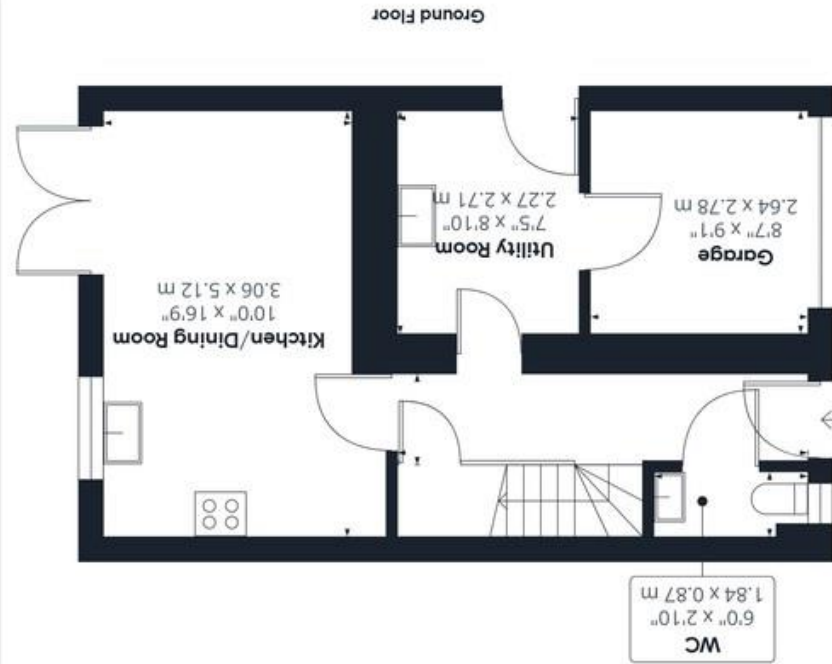 WC
6'0" x 2'10"
1.84 x 0.87 m
Kitchen/Dining Room
10'0" x 16'9"
3.06 x 5.12 m
Garage
8'7" x 9'1"
2.64 x 2.78 m
Utility Room
7'5" x 8'10"
2.27 x 2.71 m
Ground Floor